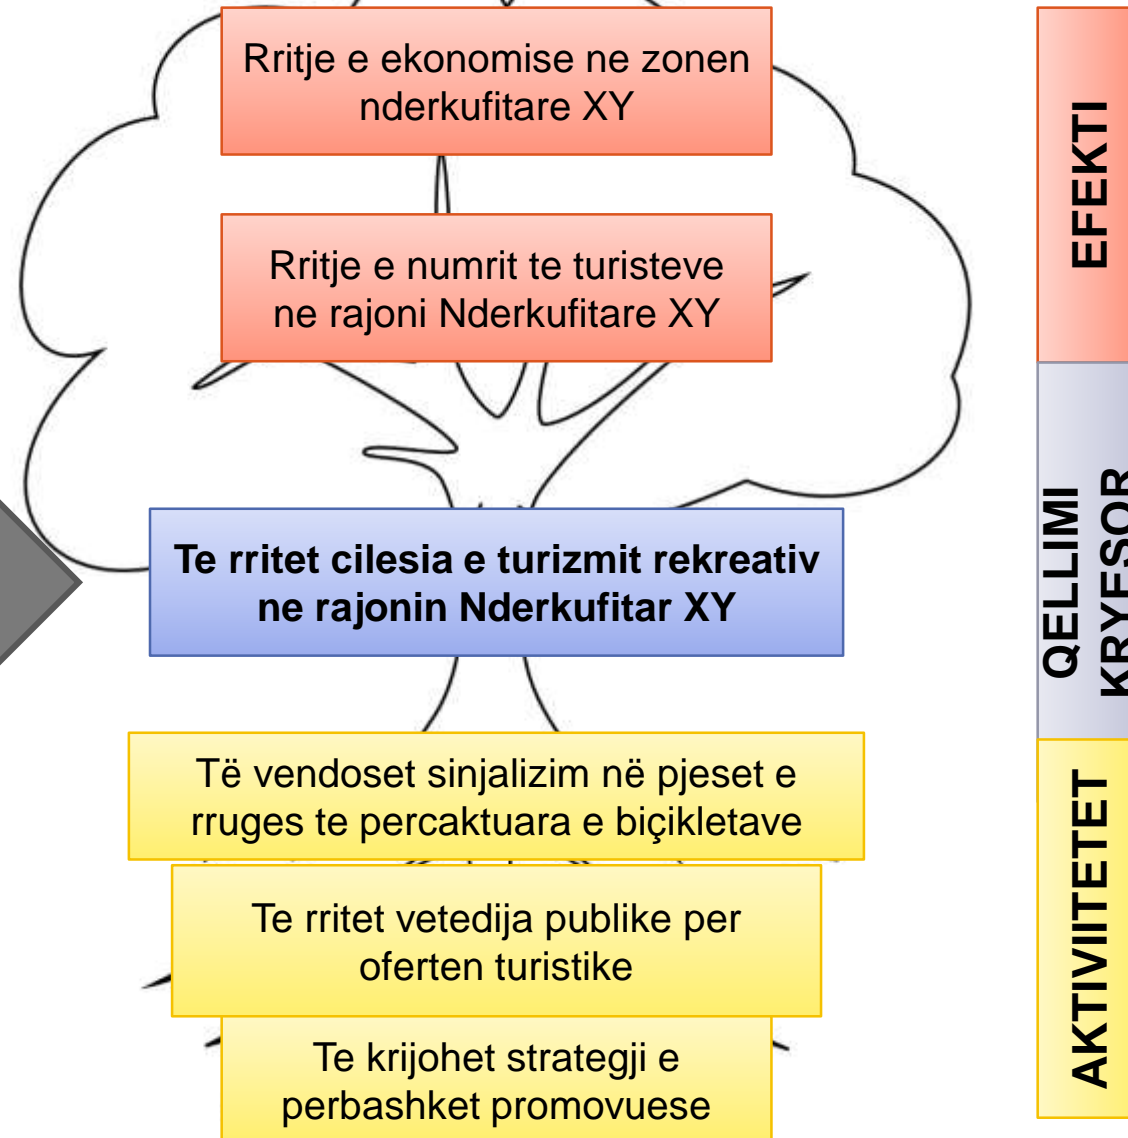 Rritje e ekonomise ne zonen
nderkufitare XY
Rritje e numrit te turisteve
ne rajoni Nderkufitare XY
Te rritet cilesia e turizmit rekreativ
ne rajonin Nderkufitar XY
Të vendoset sinjalizim në pjeset e
rruges te percaktuara e biçikletave
Te rritet vetedija publike per
oferten turistike
Te krijohet strategji e
perbashket promovuese
EFEKTI
QELLIMI
KRYESOR
AKTIVIITETET